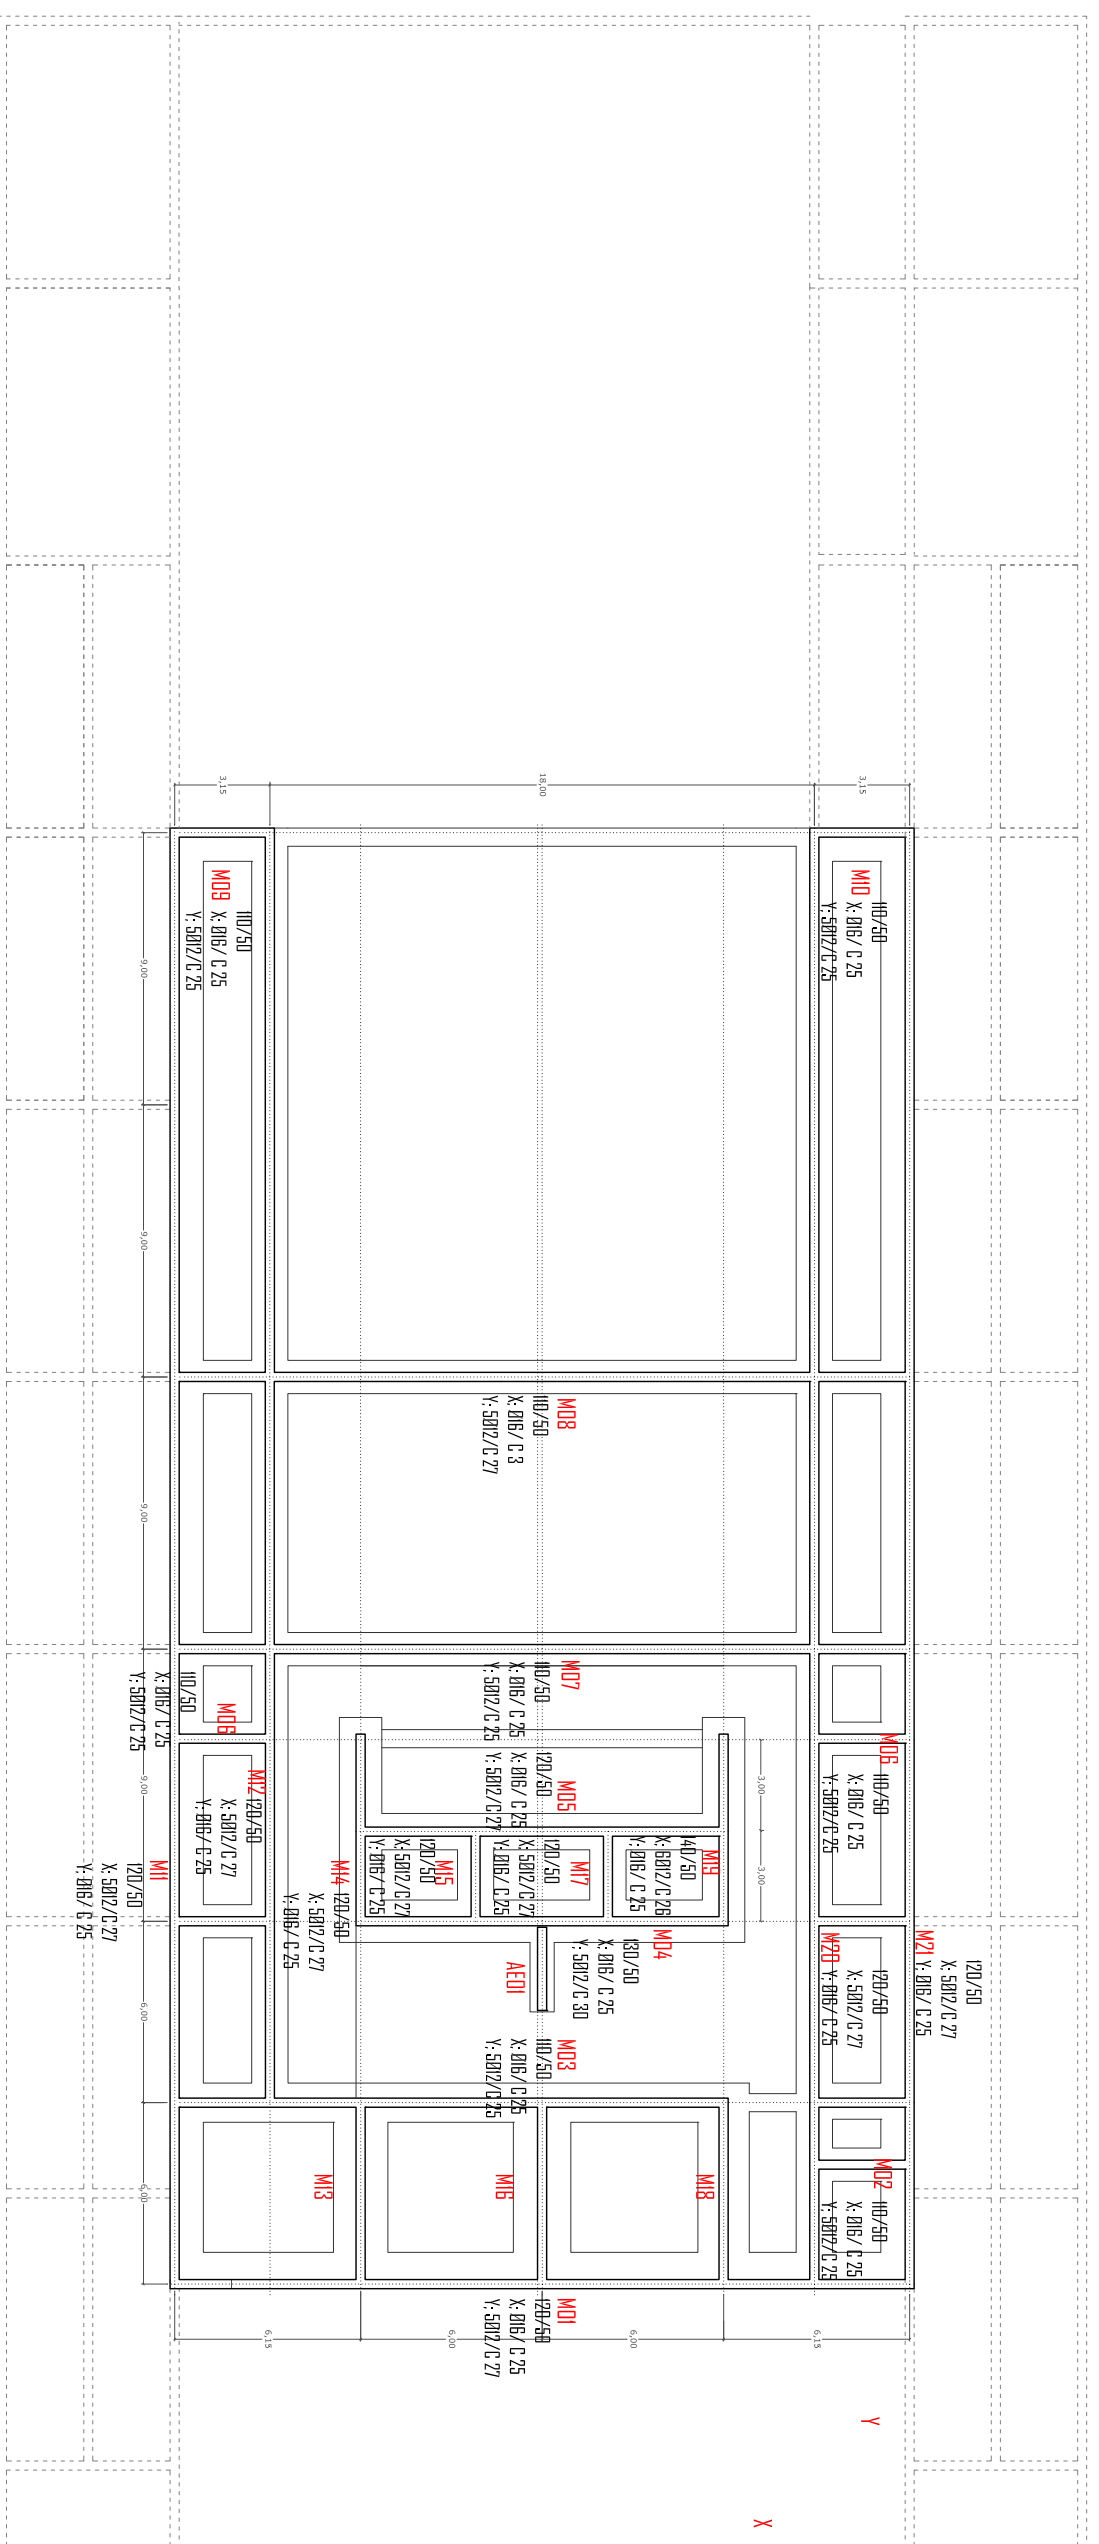 3,15
18,00
3,15
M09
110/50
X: Ø16/ C 25
Y: 5Ø12/C 25
M10
110/50
X: Ø16/ C 25
Y: 5Ø12/C 25
9,00
9,00
M08
110/50
X: Ø16/ C 3
Y: 5Ø12/C 27
9,00
M06
110/50
X: Ø16/ C 25
Y: 5Ø12/C 25
M07
110/50
X: Ø16/ C 25
Y: 5Ø12/C 25
M06
110/50
X: Ø16/ C 25
Y: 5Ø12/C 25
M12
120/50
X: 5Ø12/C 27
Y: Ø16/ C 25
9,00
M05
120/50
X: Ø16/ C 25
Y: 5Ø12/C 27
3,00
M11
120/50
X: 5Ø12/C 27
Y: Ø16/ C 25
M14
120/50
X: 5Ø12/C 27
Y: Ø16/ C 25
M15
120/50
X: 5Ø12/C 27
Y: Ø16/ C 25
M17
120/50
X: 5Ø12/C 27
Y: Ø16/ C 25
M19
140/50
X: 6Ø12/C 26
Y: Ø16/ C 25
3,00
M04
130/50
X: Ø16/ C 25
Y: 5Ø12/C 30
AE01
M20
120/50
X: 5Ø12/C 27
Y: Ø16/ C 25
M21
120/50
X: 5Ø12/C 27
Y: Ø16/ C 25
6,00
M03
110/50
X: Ø16/ C 25
Y: 5Ø12/C 25
6,00
M13
M16
M18
M02
110/50
X: Ø16/ C 25
Y: 5Ø12/C 25
M01
120/50
X: Ø16/ C 25
Y: 5Ø12/C 27
6,15
6,00
6,00
6,15
Y
X